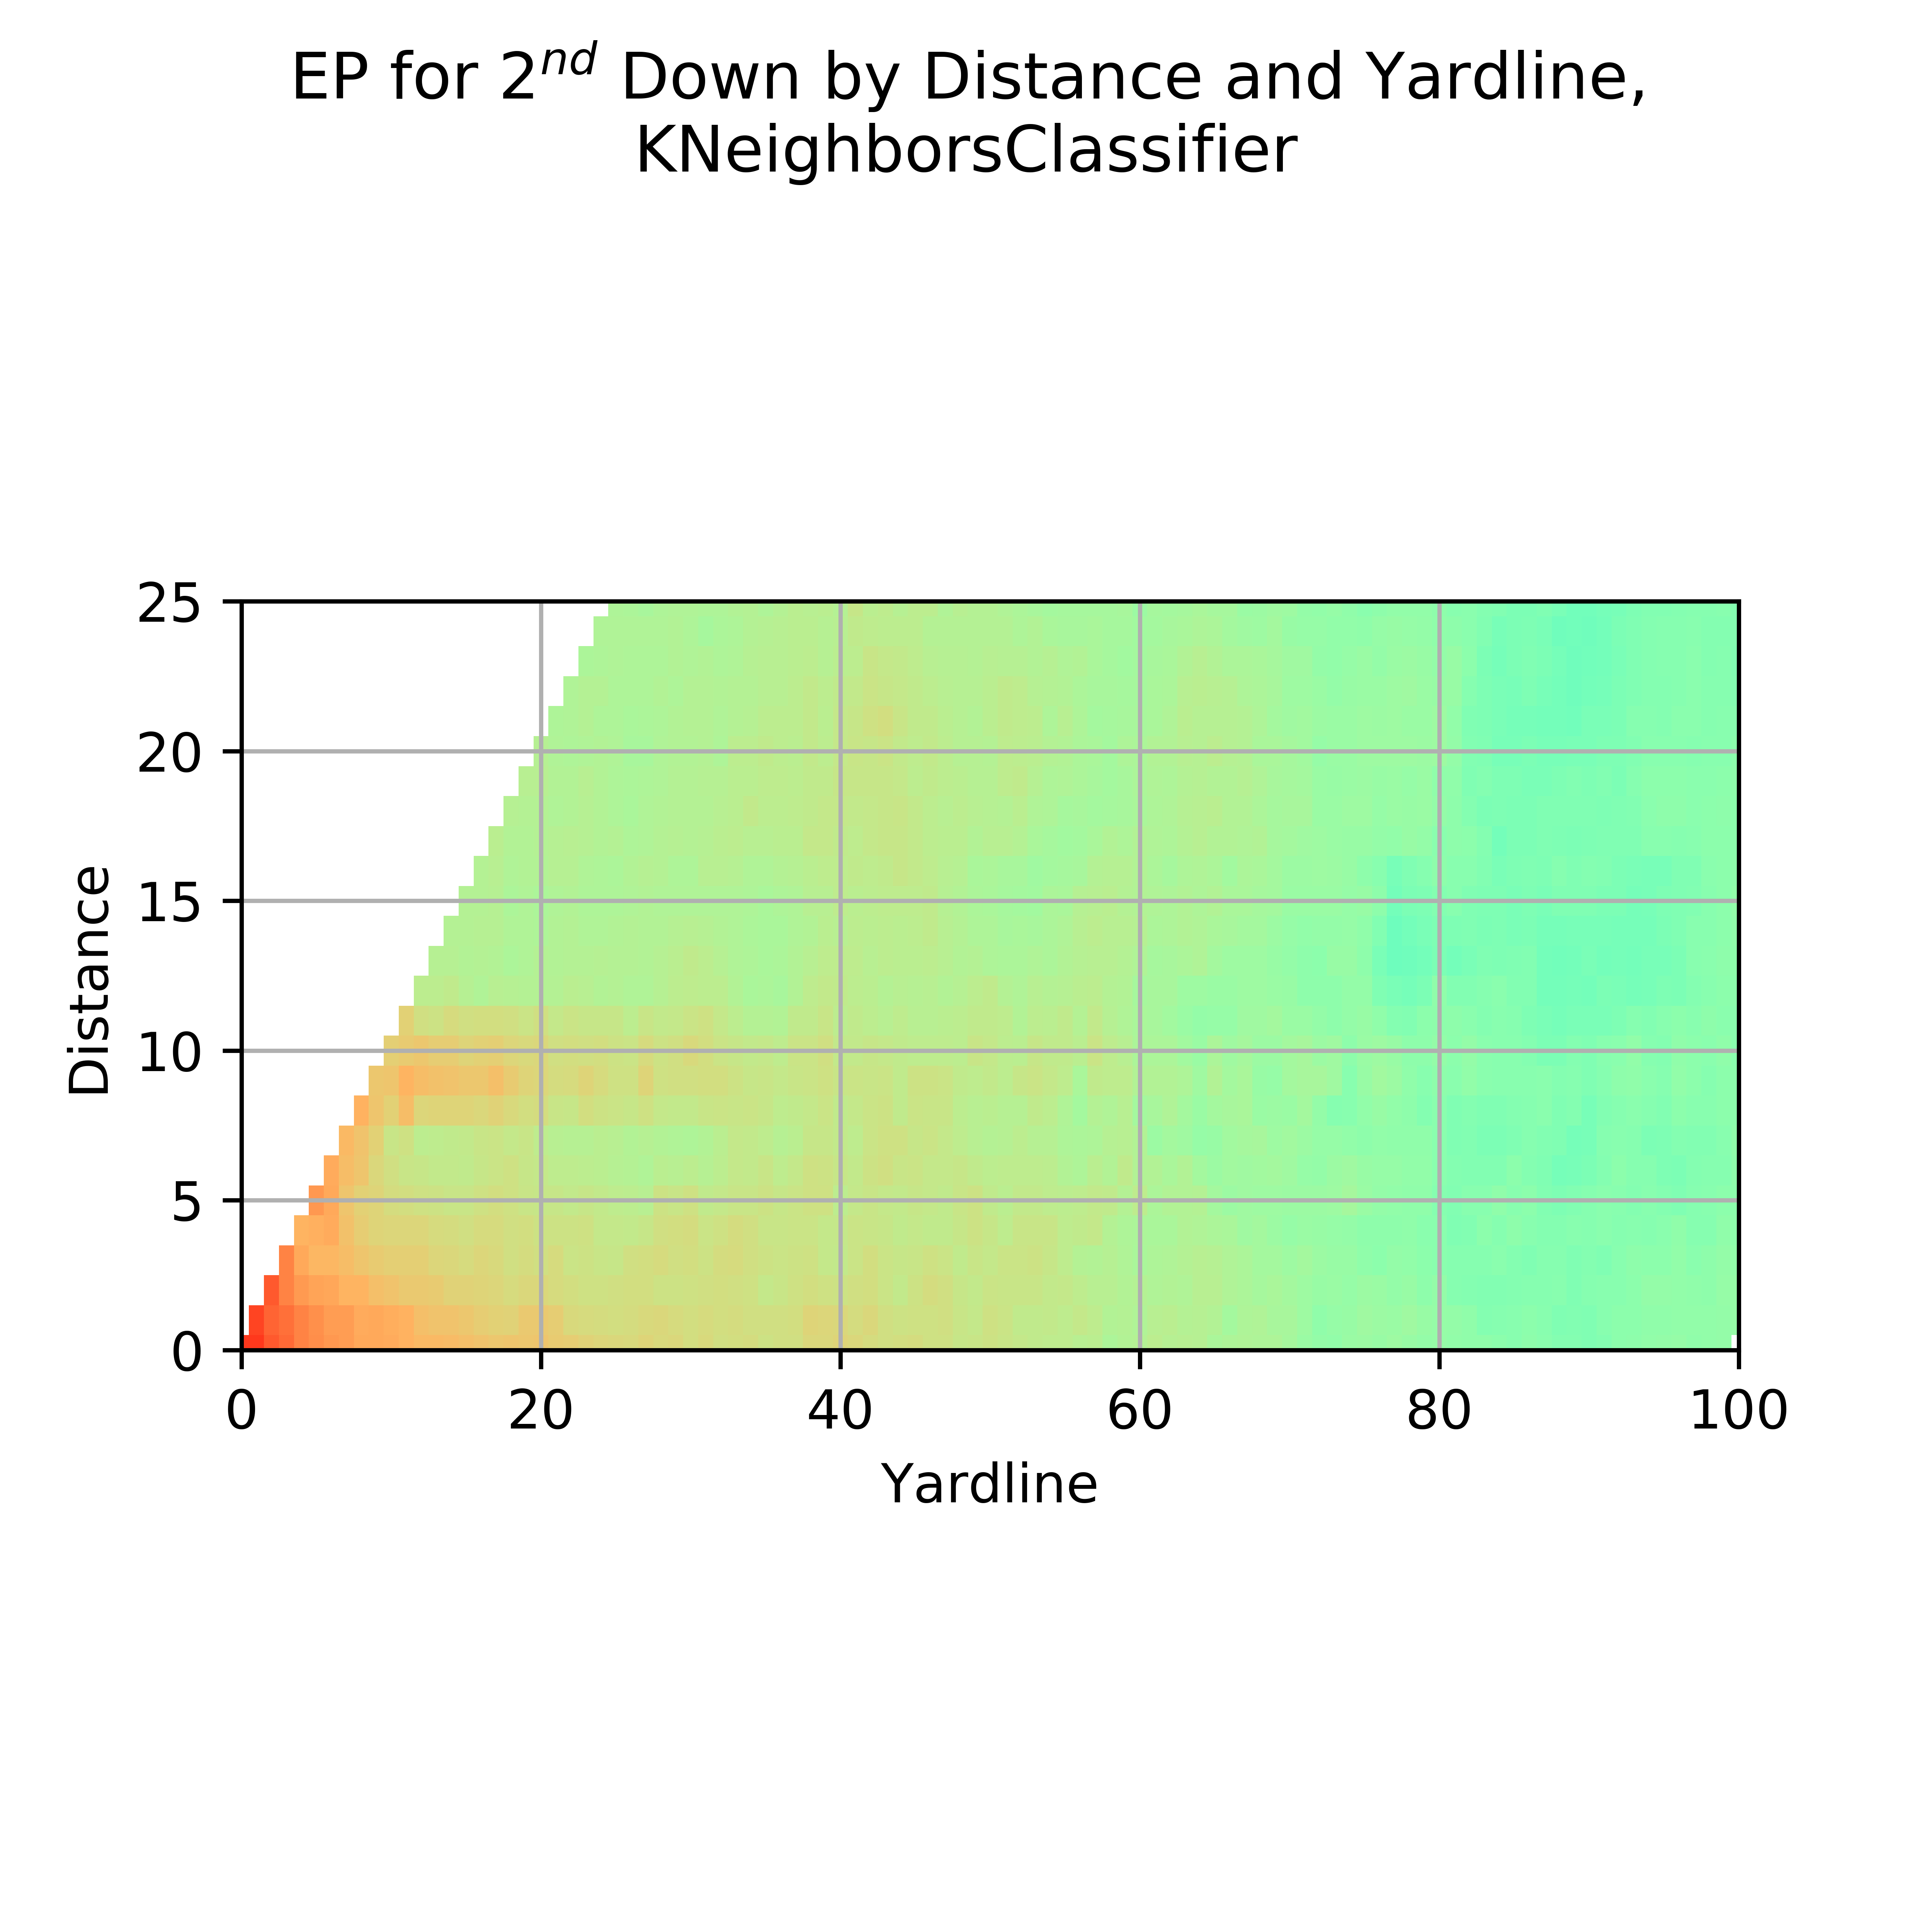 EP for 2nd Down by Distance and Yardline,
KNeighborsClassifier
25
20
15
10
5
0
Distance
0 20 40 60 80 100
Yardline